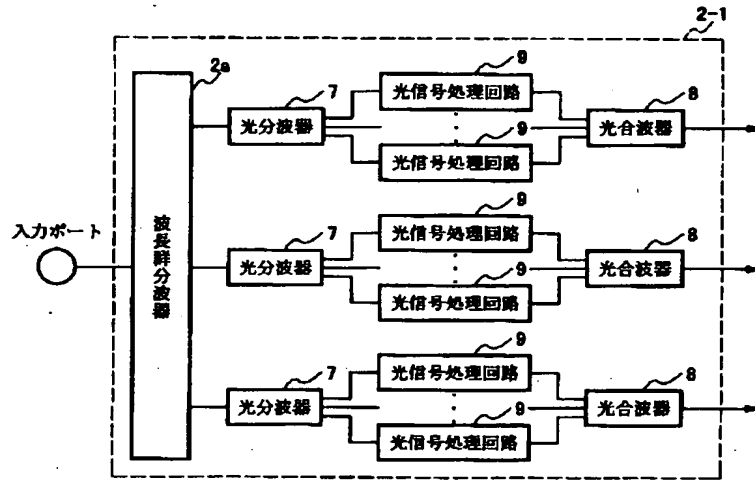 2-1
2a
7
9
光信号処理回路
8
光分波器
光合波器
9
光信号処理回路
入力ポート
波長群分波器
7
9
光信号処理回路
8
光分波器
光合波器
9
光信号処理回路
7
9
光信号処理回路
8
光分波器
光合波器
9
光信号処理回路